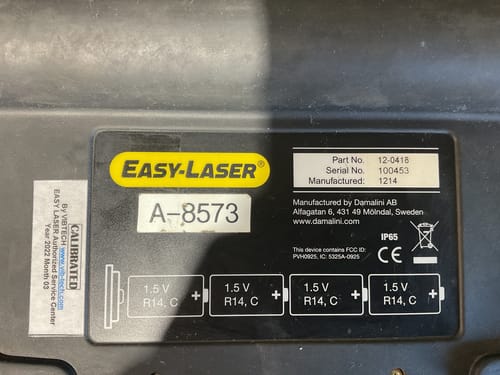 EASY-LASER®
A-8573
Part No. 12-0418
Serial No. 100453
Manufactured: 1214
Manufactured by Damalini AB
Alfagatan 6, 431 49 Mölndal, Sweden
www.damalini.com
IP65
This device contains FCC ID:
PVH0925, IC: 5325A-0925
CE
1.5 V
R14, C
+
1.5 V
R14, C
+
1.5 V
R14, C
+
1.5 V
R14, C
+
CALIBRATED
By VIBTECH www.vib-tech.com
EASY LASER Authorized Service Center
Year 2022 Month 03